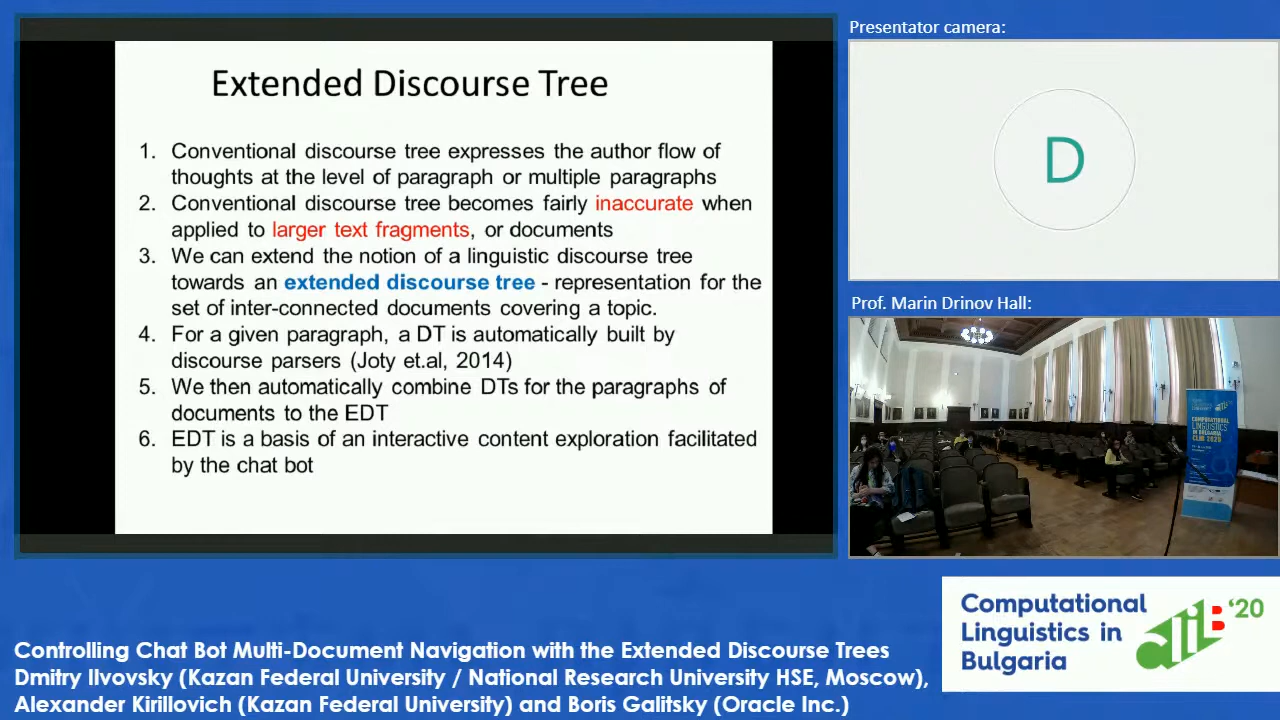 Extended Discourse Tree
1. Conventional discourse tree expresses the author flow of
thoughts at the level of paragraph or multiple paragraphs
2. Conventional discourse tree becomes fairly inaccurate when
applied to larger text fragments, or documents
3. We can extend the notion of a linguistic discourse tree
towards an extended discourse tree - representation for the
set of inter-connected documents covering a topic.
4. For a given paragraph, a DT is automatically built by
discourse parsers (Joty et.al, 2014)
5. We then automatically combine DTs for the paragraphs of
documents to the EDT
6. EDT is a basis of an interactive content exploration facilitated
by the chat bot
Presentator camera:
D
Prof. Marin Drinov Hall:
COMPUTATIONAL
LINGUISTICS
IN BULGARIA
CLIB 2020
Computational
Linguistics in
Bulgaria
CLIB '20
Controlling Chat Bot Multi-Document Navigation with the Extended Discourse Trees
Dmitry Ilvovsky (Kazan Federal University / National Research University HSE, Moscow),
Alexander Kirillovich (Kazan Federal University) and Boris Galitsky (Oracle Inc.)